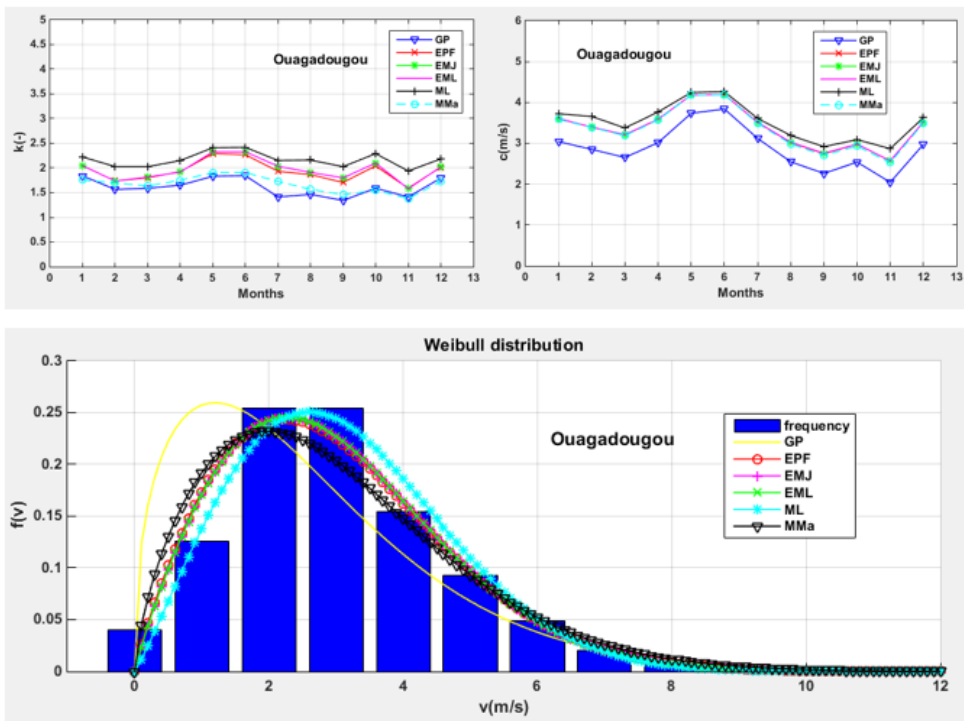 5
4.5
4
3.5
3
2.5
2
1.5
1
0.5
0
k(-)
Ouagadougou
GP
EPF
EMJ
EML
ML
MMa
0 1 2 3 4 5 6 7 8 9 10 11 12 13
Months
6
5
4
3
2
1
0
c(m/s)
Ouagadougou
GP
EPF
EMJ
EML
ML
MMa
0 1 2 3 4 5 6 7 8 9 10 11 12 13
Months
Weibull distribution
0.3
0.25
0.2
0.15
0.1
0.05
0
f(v)
Ouagadougou
frequency
GP
EPF
EMJ
EML
ML
MMa
0 2 4 6 8 10 12
v(m/s)